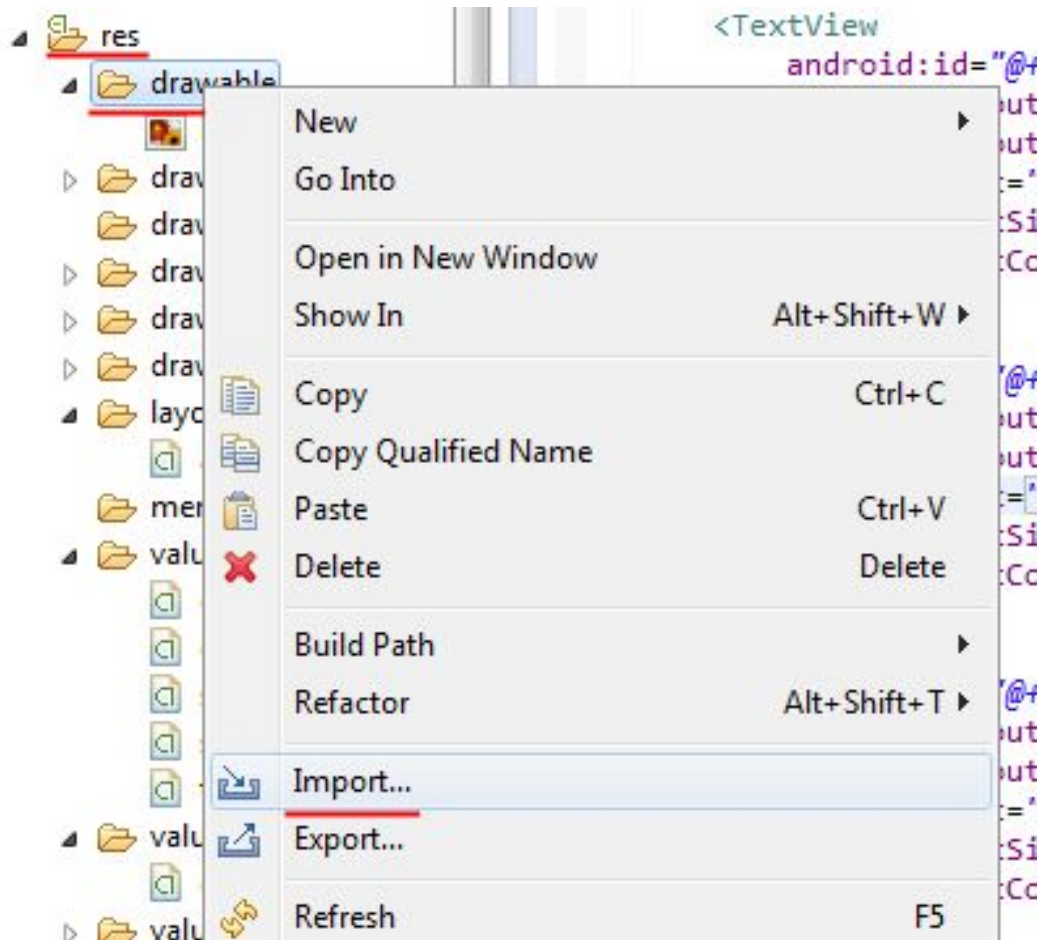 res
drawable
<TextView
android:id="@+
New
Go Into
Open in New Window
Show In Alt+Shift+W
Copy Ctrl+C
Copy Qualified Name
Paste Ctrl+V
Delete Delete
Build Path
Refactor Alt+Shift+T
Import...
Export...
Refresh F5